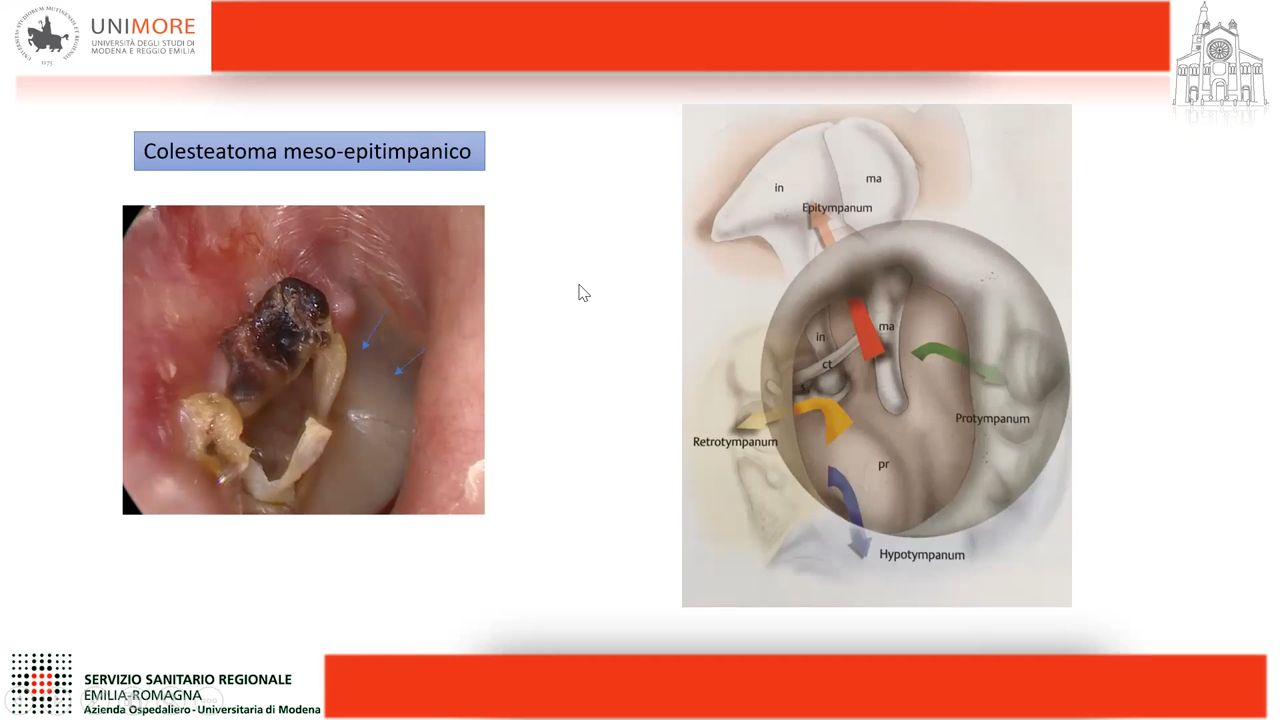 UNIMORE
UNIVERSITÀ DEGLI STUDI DI
MODENA E REGGIO EMILIA
1175
Colesteatoma meso-epitimpanico
in
ma
Epitympanum
in
ma
ct
s
Protympanum
Retrotympanum
pr
Hypotympanum
SERVIZIO SANITARIO REGIONALE
EMILIA-ROMAGNA
Azienda Ospedaliero - Universitaria di Modena